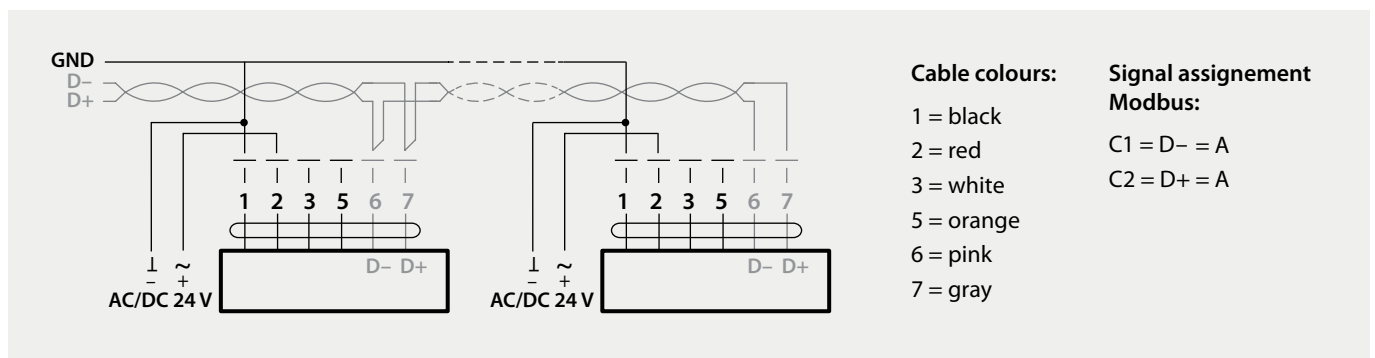 GND
D–
D+
1 2 3 5 6 7
1 2 3 5 6 7
⊥ ~
– +
AC/DC 24 V
D– D+
⊥ ~
– +
AC/DC 24 V
D– D+
Cable colours:
1 = black
2 = red
3 = white
5 = orange
6 = pink
7 = gray
Signal assignement
Modbus:
C1 = D– = A
C2 = D+ = A